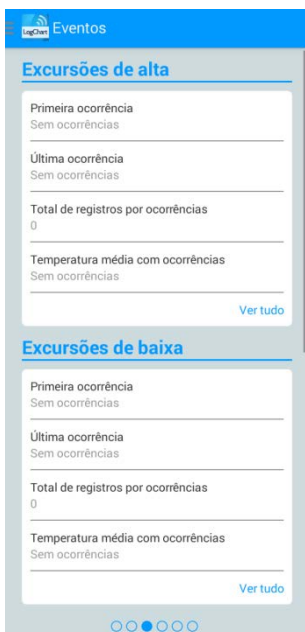 LogChart
Eventos
Excursões de alta
Primeira ocorrência
Sem ocorrências
Última ocorrência
Sem ocorrências
Total de registros por ocorrências
0
Temperatura média com ocorrências
Sem ocorrências
Ver tudo
Excursões de baixa
Primeira ocorrência
Sem ocorrências
Última ocorrência
Sem ocorrências
Total de registros por ocorrências
0
Temperatura média com ocorrências
Sem ocorrências
Ver tudo